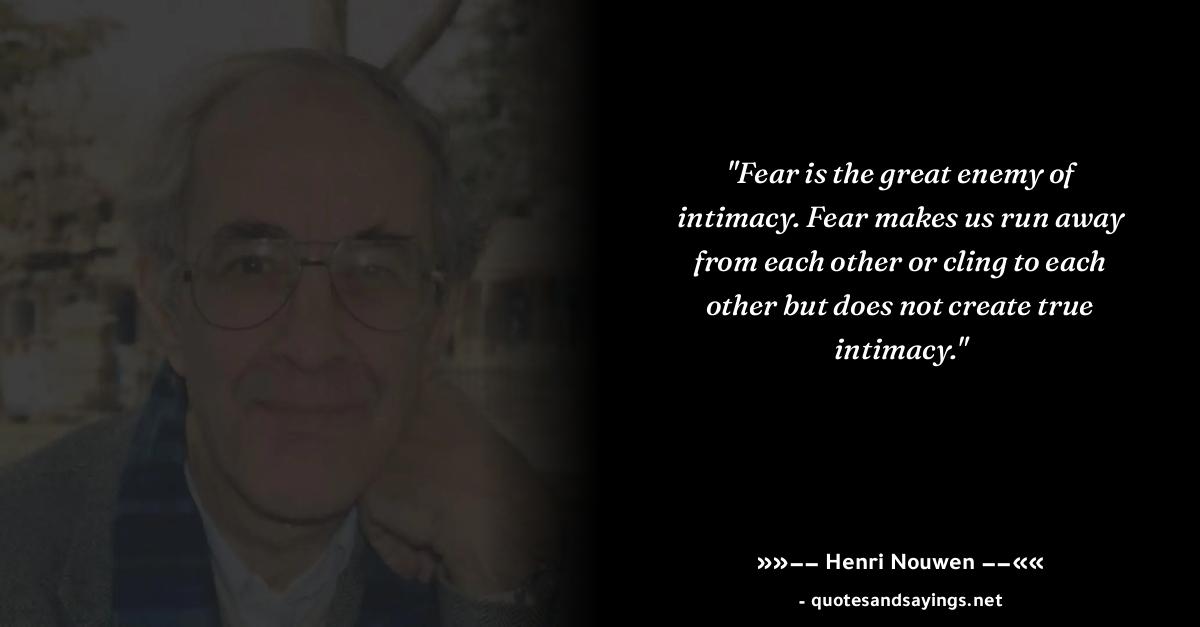 "Fear is the great enemy of
intimacy. Fear makes us run away
from each other or cling to each
other but does not create true
intimacy."
»»−− Henri Nouwen −−««
- quotesandsayings.net